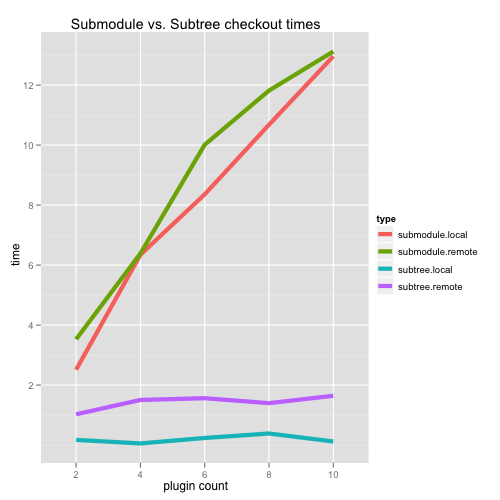 Submodule vs. Subtree checkout times
12
10
8
6
4
2
time
2 4 6 8 10
plugin count
type
submodule.local
submodule.remote
subtree.local
subtree.remote